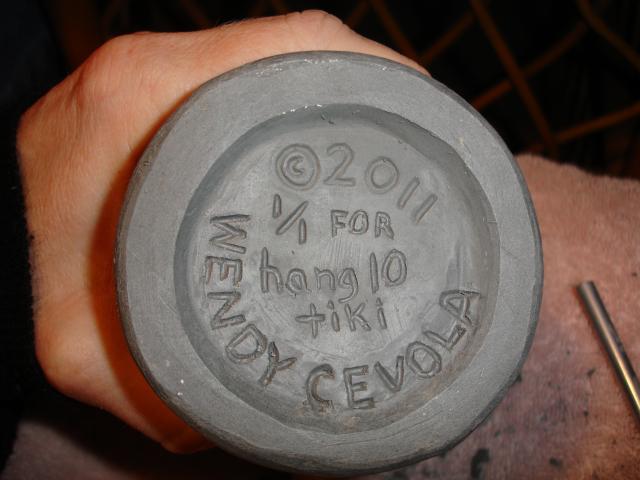 ©2011
1/1 FOR
hang 10
tiki
WENDY CEVOLA